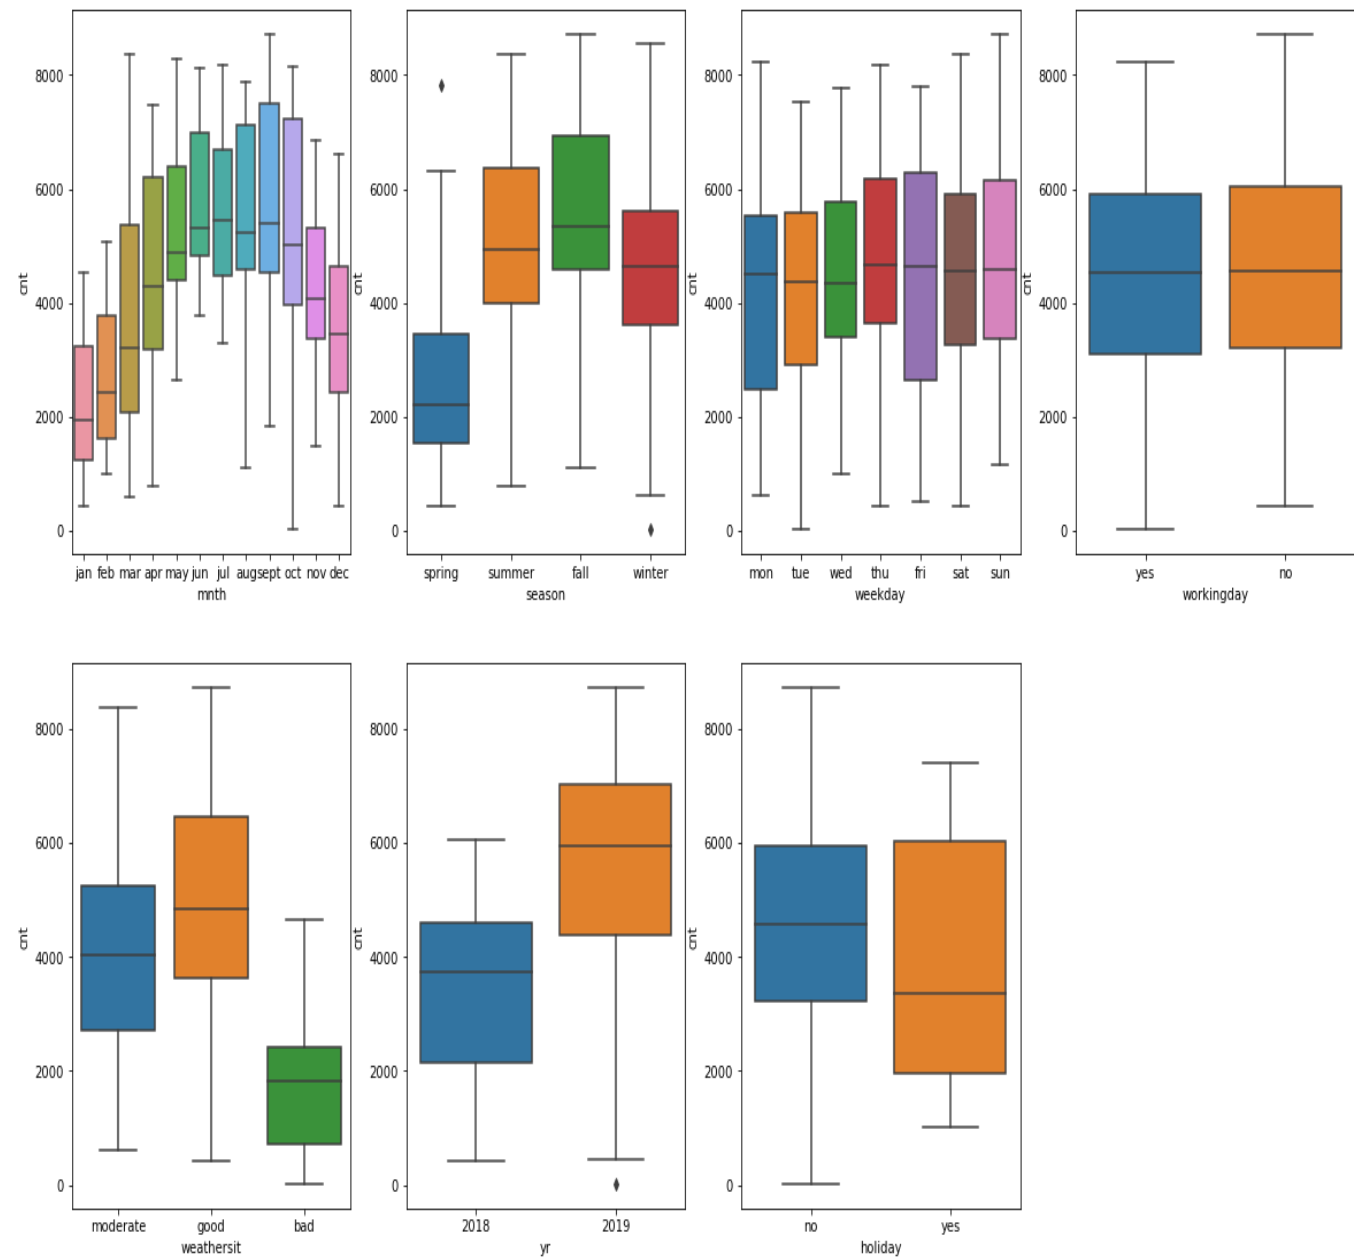 cnt
8000
6000
4000
2000
0
jan feb mar apr may jun jul aug sept oct nov dec
mnth
cnt
8000
6000
4000
2000
0
spring summer fall winter
season
cnt
8000
6000
4000
2000
0
mon tue wed thu fri sat sun
weekday
cnt
8000
6000
4000
2000
0
yes no
workingday
cnt
8000
6000
4000
2000
0
moderate good bad
weathersit
cnt
8000
6000
4000
2000
0
2018 2019
yr
cnt
8000
6000
4000
2000
0
no yes
holiday